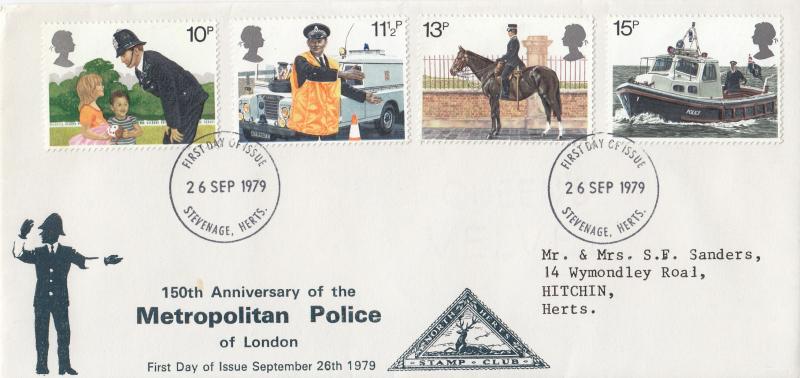 10P
11½P
13P
15P
POLICE
FIRST DAY OF ISSUE
26 SEP 1979
STEVENAGE, HERTS.
FIRST DAY OF ISSUE
26 SEP 1979
STEVENAGE, HERTS.
Mr. & Mrs. S.F. Sanders,
14 Wymondley Road,
HITCHIN,
Herts.
150th Anniversary of the
Metropolitan Police
of London
First Day of Issue September 26th 1979
NORTH HERTS
STAMP CLUB